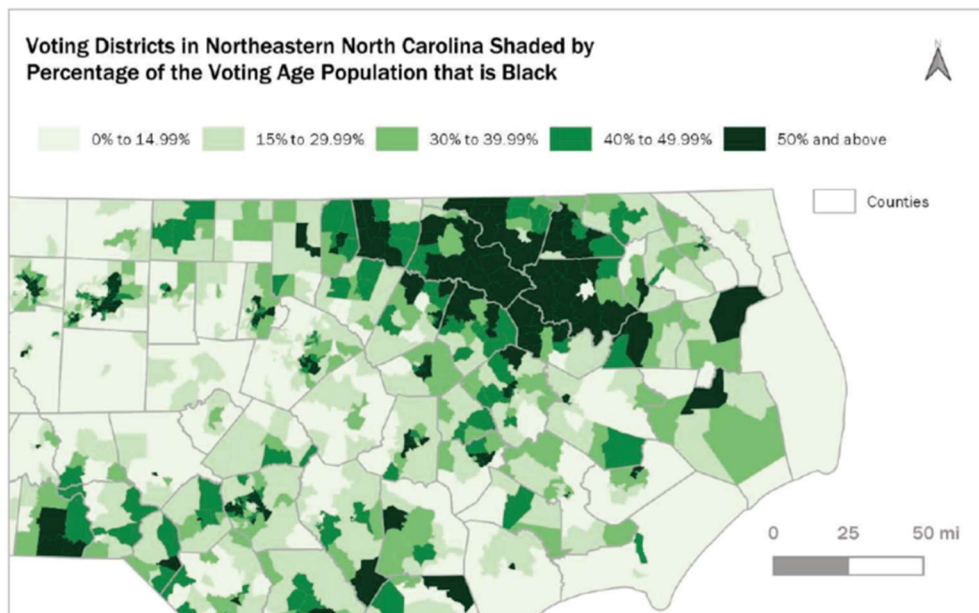 Voting Districts in Northeastern North Carolina Shaded by
Percentage of the Voting Age Population that is Black
N
0% to 14.99%
15% to 29.99%
30% to 39.99%
40% to 49.99%
50% and above
Counties
0 25 50 mi